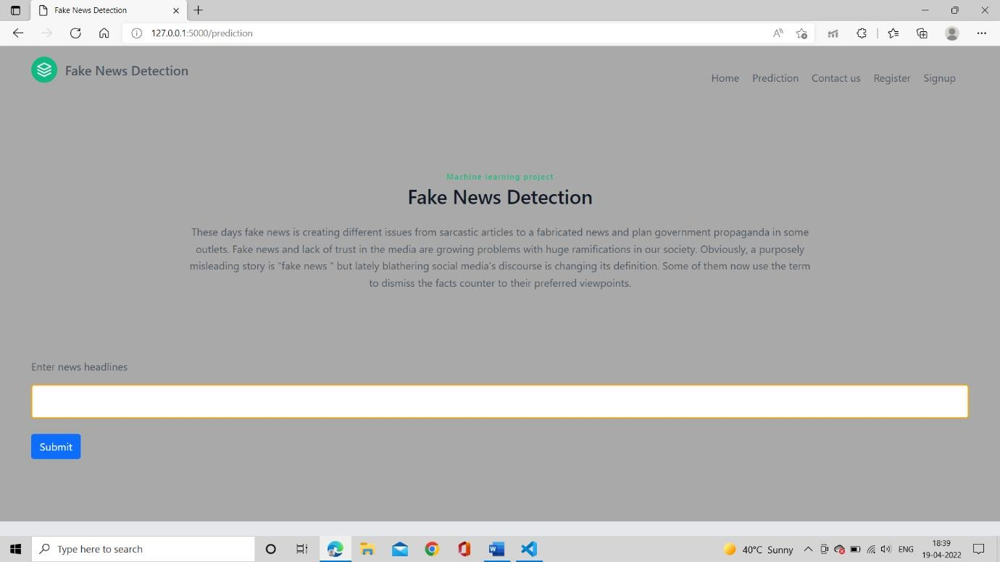 Fake News Detection
127.0.0.1:5000/prediction
Fake News Detection
Home Prediction Contact us Register Signup
Machine learning project
Fake News Detection
These days fake news is creating different issues from sarcastic articles to a fabricated news and plan government propaganda in some
outlets. Fake news and lack of trust in the media are growing problems with huge ramifications in our society. Obviously, a purposely
misleading story is “fake news ” but lately blathering social media’s discourse is changing its definition. Some of them now use the term
to dismiss the facts counter to their preferred viewpoints.
Enter news headlines
Submit
Type here to search
40°C Sunny
ENG
18:39
19-04-2022